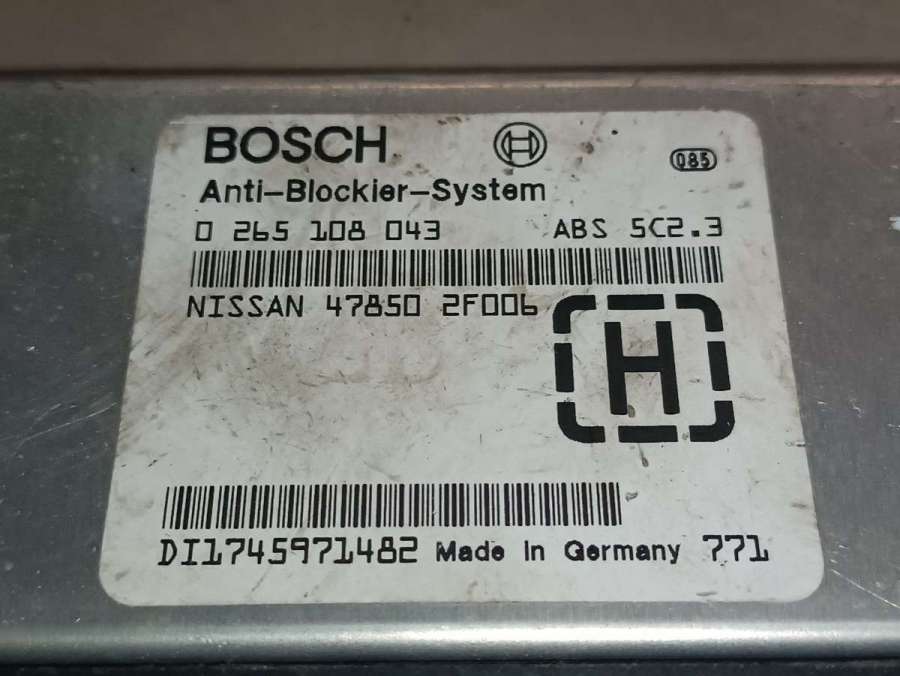 BOSCH
085
Anti-Blockier-System
0 265 108 043 ABS 5C2.3
NISSAN 47850 2F006
H
DI1745971482 Made in Germany 771